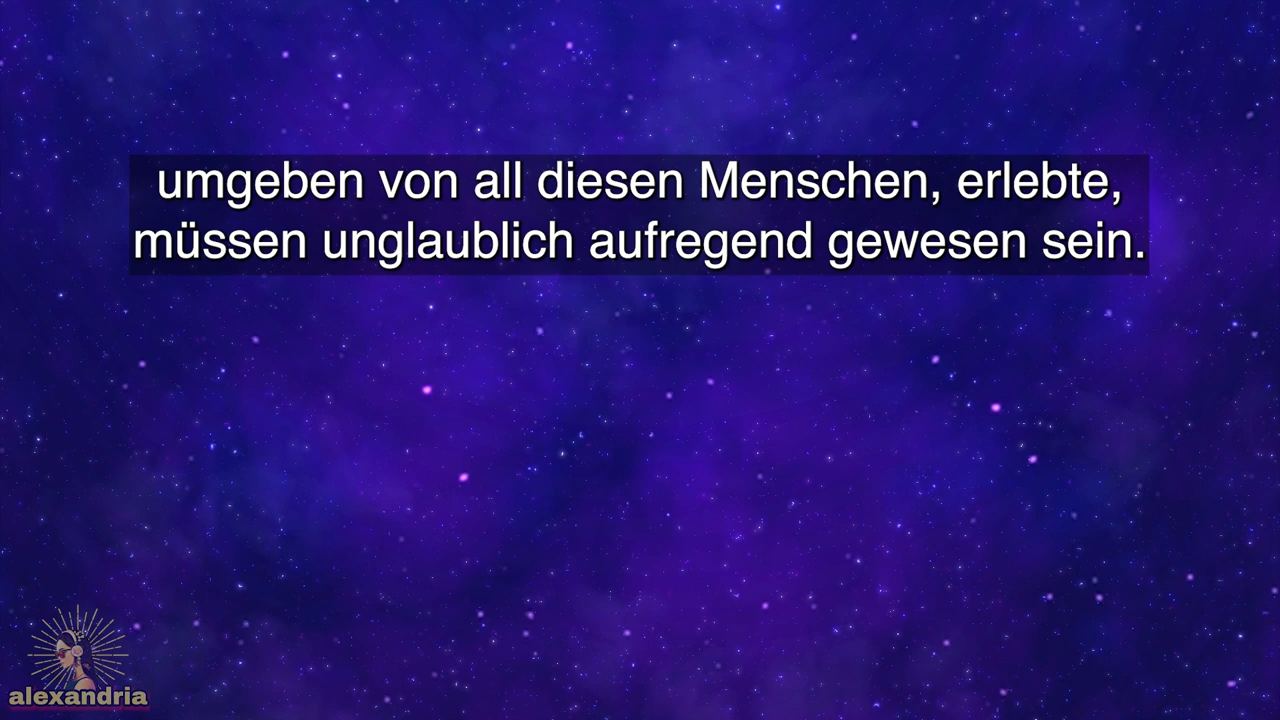 umgeben von all diesen Menschen, erlebte,
müssen unglaublich aufregend gewesen sein.
alexandria